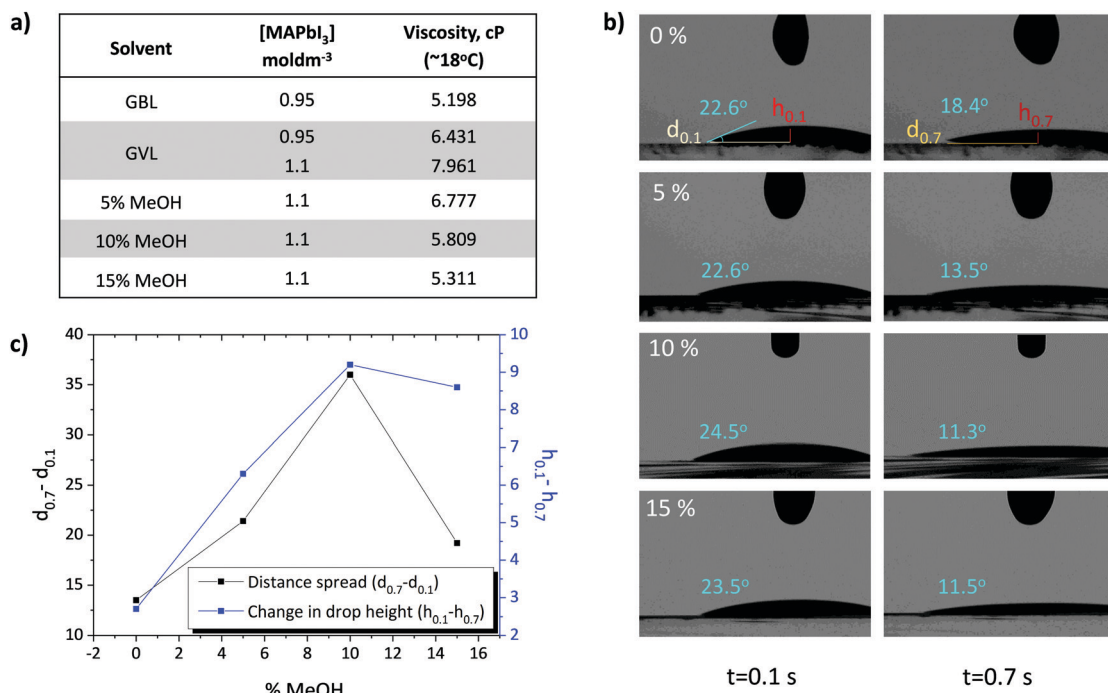 a)
Solvent [MAPbI₃] moldm⁻³ Viscosity, cP (~18°C)
GBL 0.95 5.198
GVL 0.95 6.431
1.1 7.961
5% MeOH 1.1 6.777
10% MeOH 1.1 5.809
15% MeOH 1.1 5.311
b)
0 %
22.6°
h₀.₁
d₀.₁
18.4°
h₀.₇
d₀.₇
5 %
22.6°
13.5°
10 %
24.5°
11.3°
15 %
23.5°
11.5°
t=0.1 s
t=0.7 s
c)
40
35
30
25
20
15
10
d₀.₇- d₀.₁
10
9
8
7
6
5
4
3
2
h₀.₁- h₀.₇
Distance spread (d₀.₇-d₀.₁)
Change in drop height (h₀.₁-h₀.₇)
-2 0 2 4 6 8 10 12 14 16
% MeOH